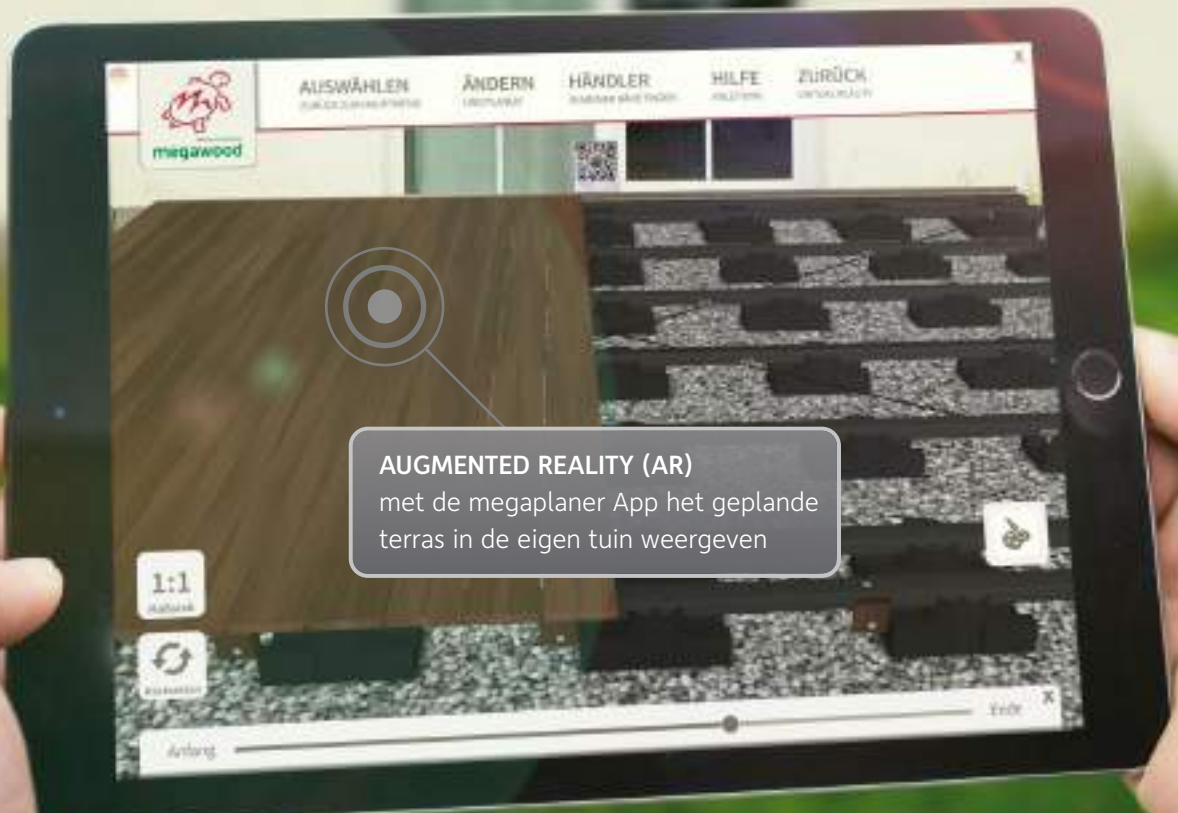 megawood
AUSWÄHLEN
ÄNDERN
HÄNDLER
HILFE
ZURÜCK
X
AUGMENTED REALITY (AR)
met de megaplaner App het geplande
terras in de eigen tuin weergeven
1:1
Anfang
Ende
X